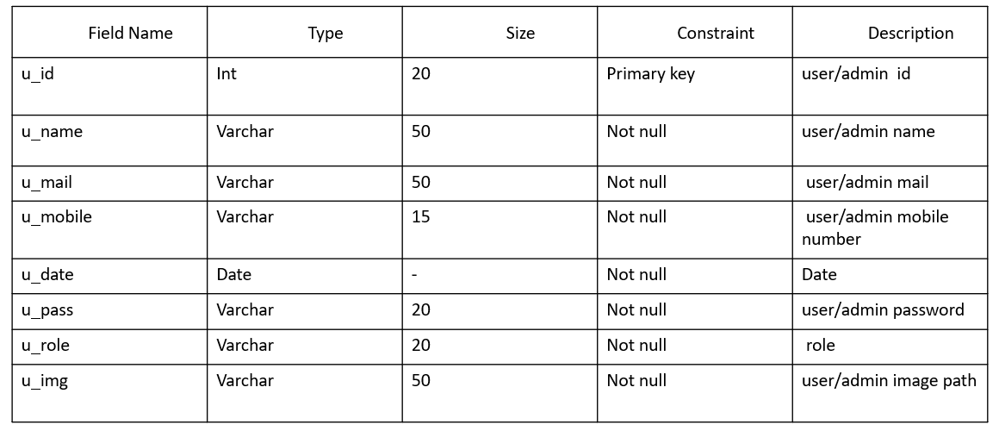 Field Name Type Size Constraint Description
u_id Int 20 Primary key user/admin  id
u_name Varchar 50 Not null user/admin name
u_mail Varchar 50 Not null user/admin mail
u_mobile Varchar 15 Not null user/admin mobile
number
u_date Date - Not null Date
u_pass Varchar 20 Not null user/admin password
u_role Varchar 20 Not null role
u_img Varchar 50 Not null user/admin image path